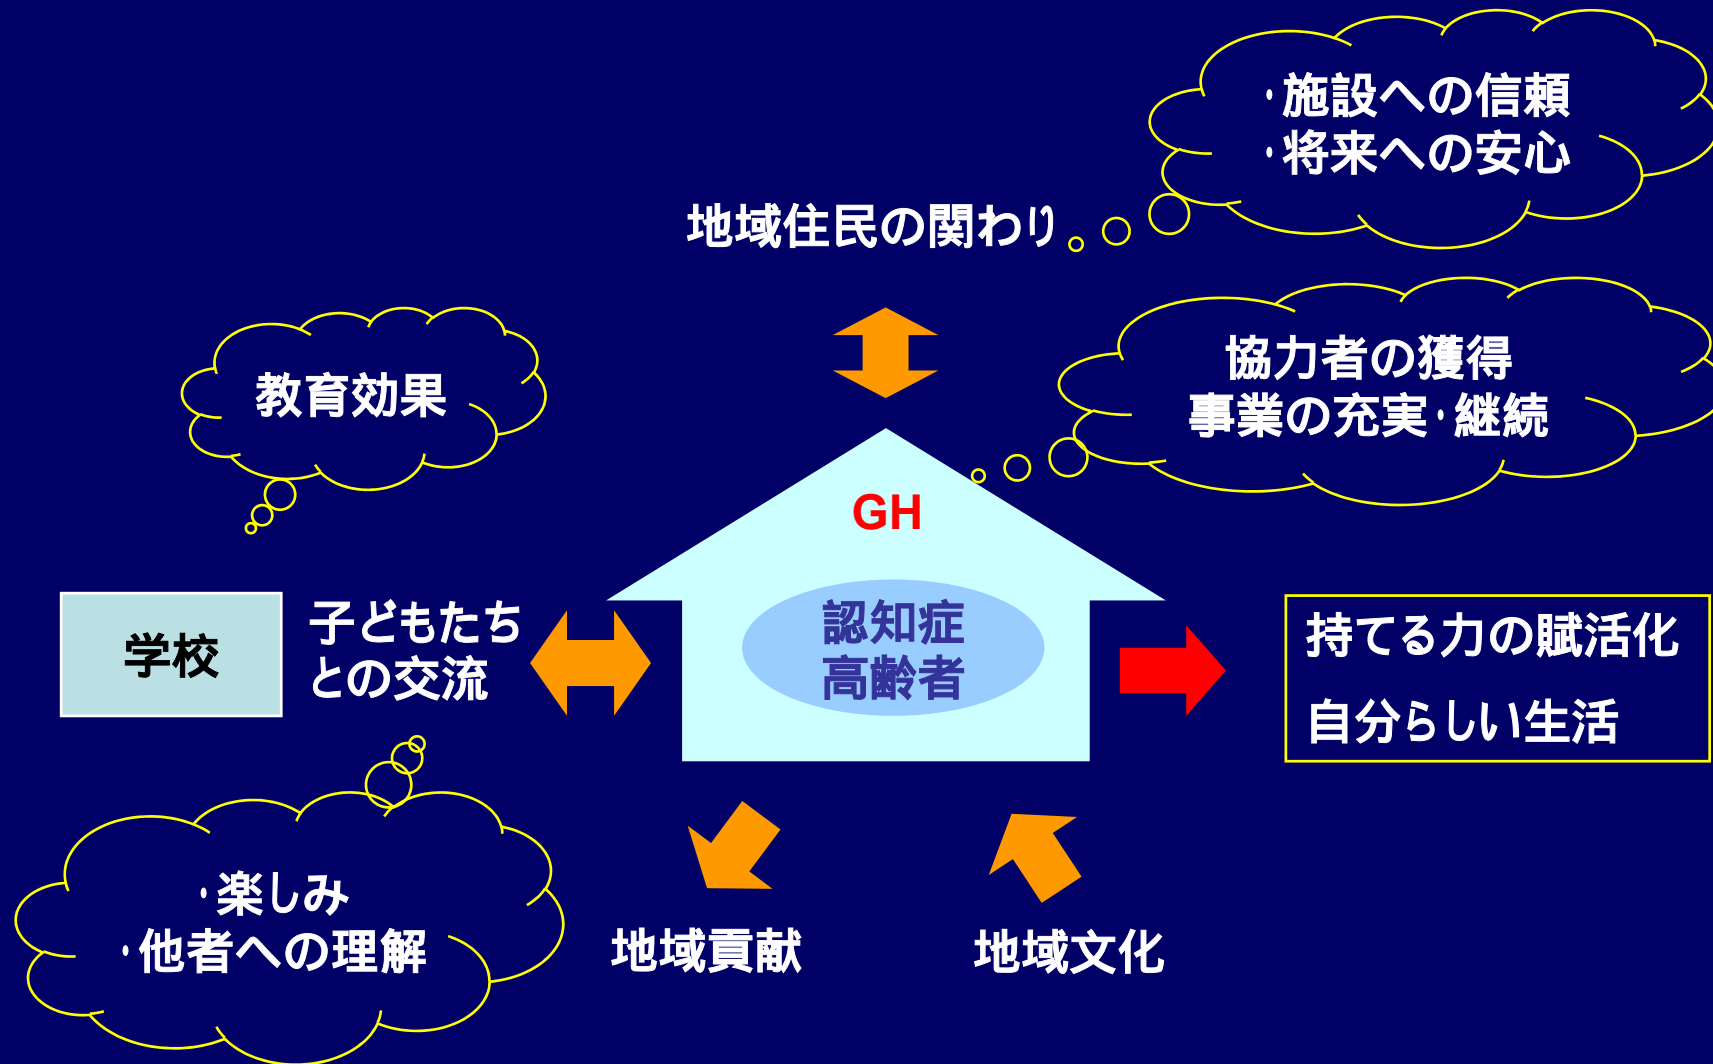 ・施設への信頼
・将来への安心
地域住民の関わり
協力者の獲得
事業の充実・継続
教育効果
GH
学校
子どもたち
との交流
認知症
高齢者
持てる力の賦活化
自分らしい生活
・楽しみ
・他者への理解
地域貢献
地域文化